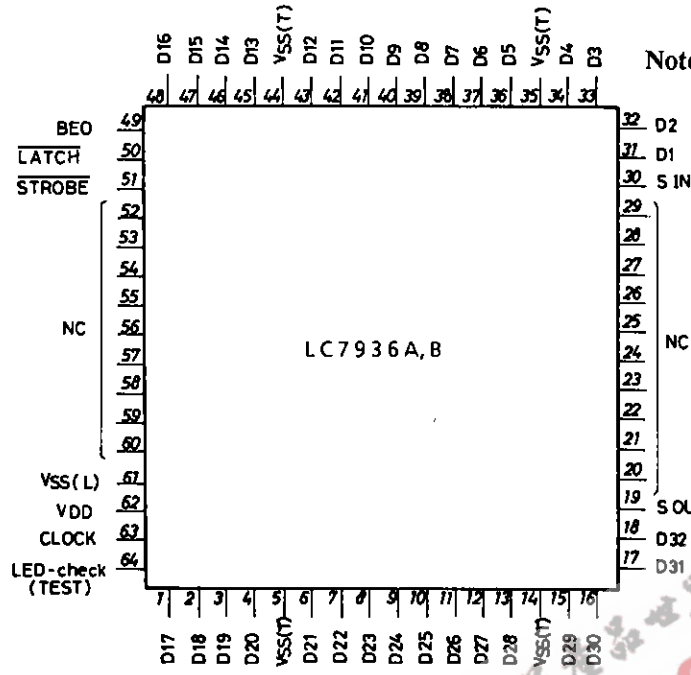 D16 D15 D14 D13 VSS(T) D12 D11 D10 D9 D8 D7 D6 D5 VSS(T) D4 D3
Note
48 47 46 45 44 43 42 41 40 39 38 37 36 35 34 33
BEO 49
LATCH 50
STROBE 51
52
53
54
55
NC
56
57
58
59
60
VSS(L) 61
VDD 62
CLOCK 63
LED-check 64
(TEST)
LC7936A,B
32 D2
31 D1
30 S IN
29
28
27
26
25
NC
24
23
22
21
20
19 S OU
18 D32
17 D31
1 2 3 4 5 6 7 8 9 10 11 12 13 14 15 16
D17 D18 D19 D20 VSS(T) D21 D22 D23 D24 D25 D26 D27 D28 VSS(T) D29 D30